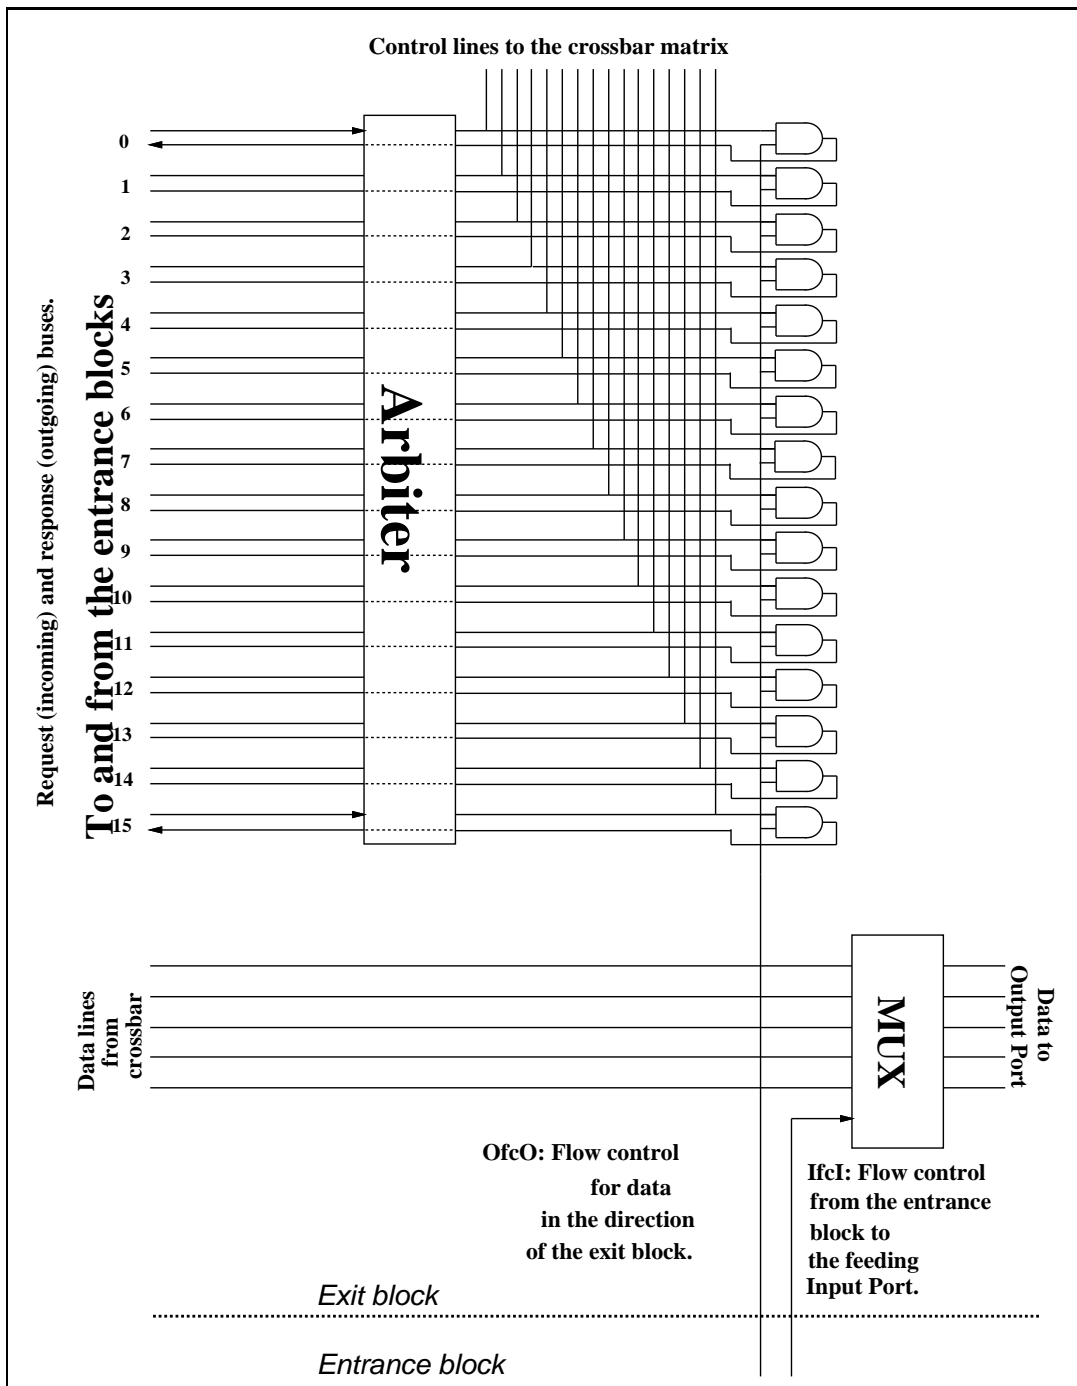 Control lines to the crossbar matrix
0
1
2
3
4
5
6
7
8
9
10
11
12
13
14
15
Request (incoming) and response (outgoing) buses.
To and from the entrance blocks
Arbiter
Data lines
from
crossbar
MUX
Data to
Output Port
OfcO: Flow control
for data
in the direction
of the exit block.
IfcI: Flow control
from the entrance
block to
the feeding
Input Port.
Exit block
Entrance block